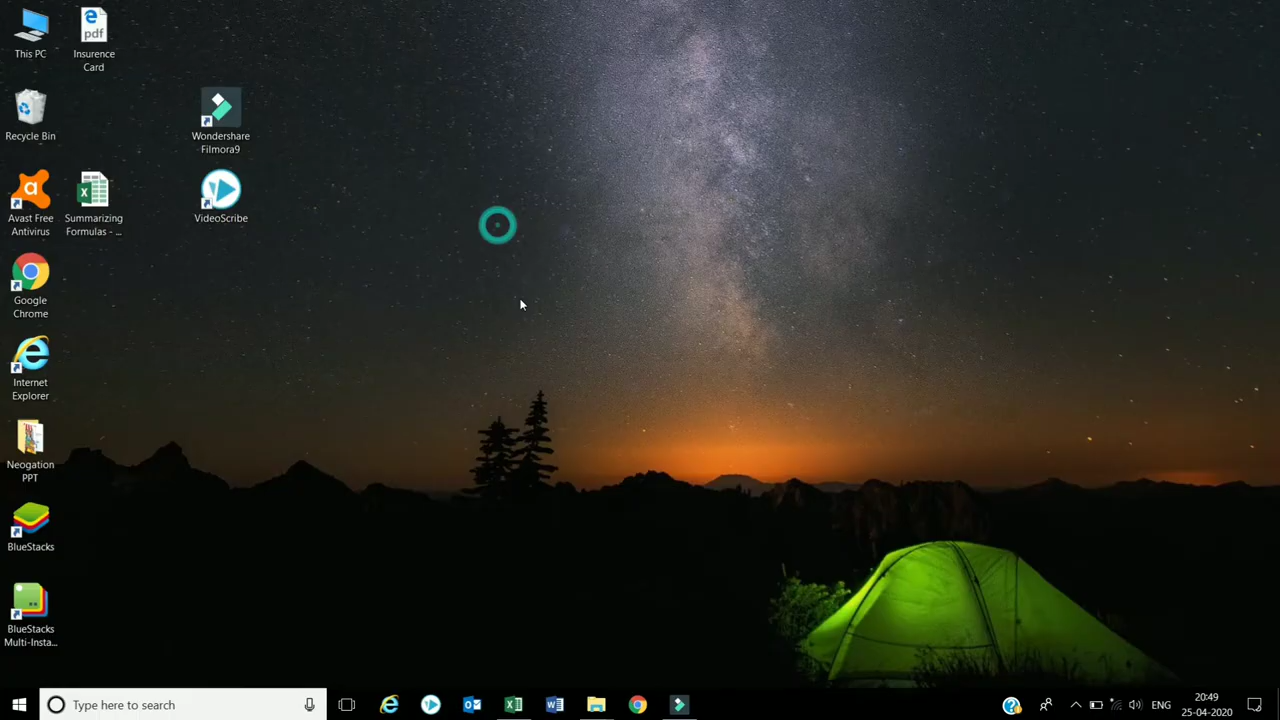 This PC
Insurence
Card
Recycle Bin
Wondershare
Filmora9
Avast Free
Antivirus
Summarizing
Formulas - ...
VideoScribe
Google
Chrome
Internet
Explorer
Neogation
PPT
BlueStacks
BlueStacks
Multi-Insta...
Type here to search
ENG
20:49
25-04-2020